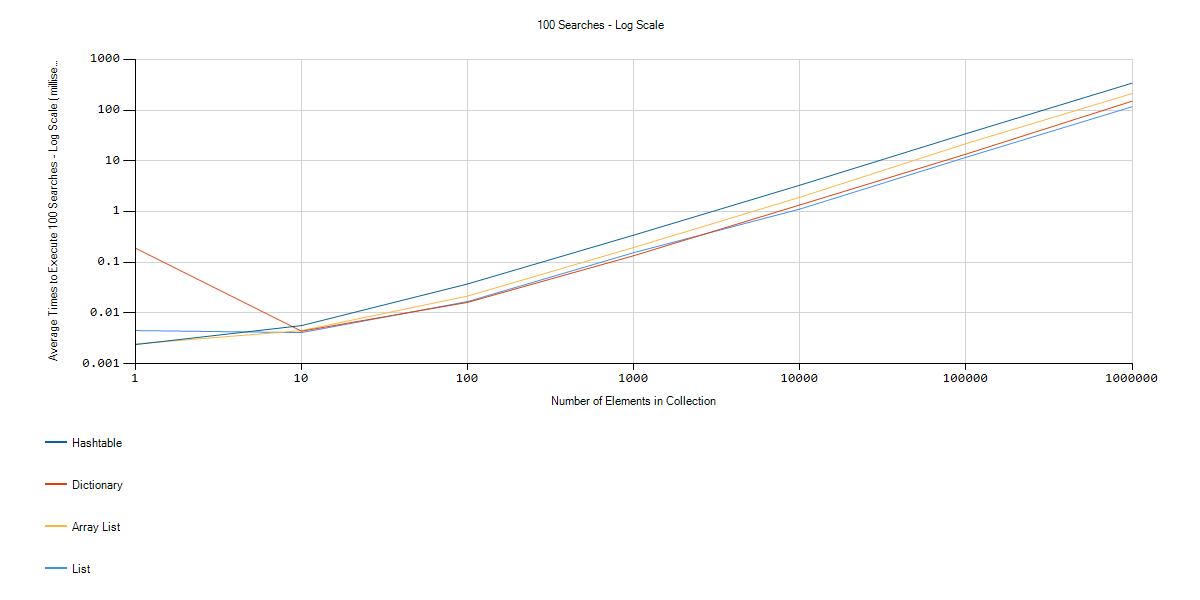 100 Searches - Log Scale
Average Times to Execute 100 Searches - Log Scale (millise...
1000
100
10
1
0.1
0.01
0.001
1 10 100 1000 10000 100000 1000000
Number of Elements in Collection
Hashtable
Dictionary
Array List
List